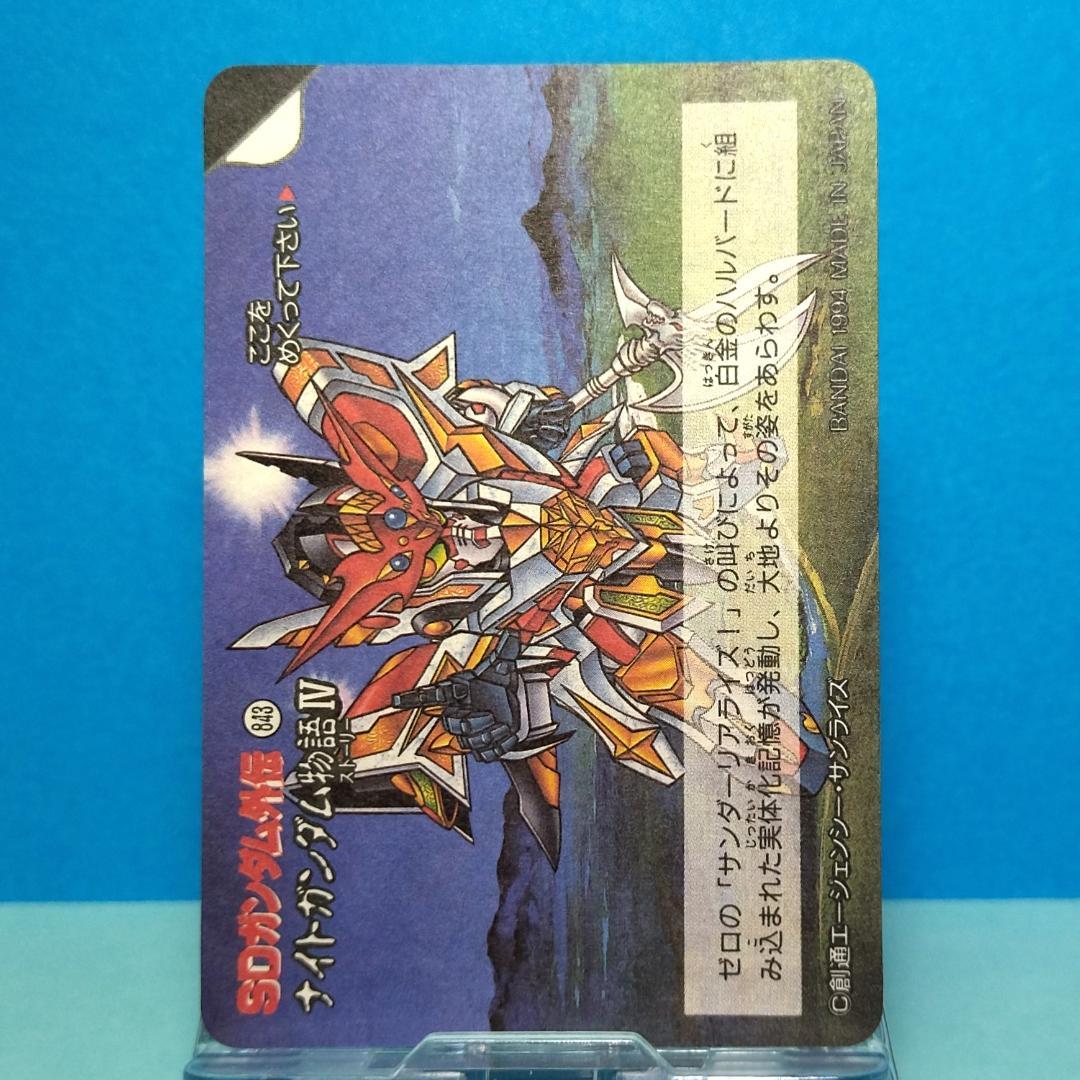 SDガンダム外伝 843
ナイトガンダム物語Ⅳ
ストーリー
ここを
めくって下さい
ゼロの「サンダーリアライズ!」の叫びによって、白金のハルバードに組
み込まれた実体化記憶が発動し、大地よりその姿をあらわす。
©創通エージェンシー・サンライズ
BANDAI 1994 MADE IN JAPAN